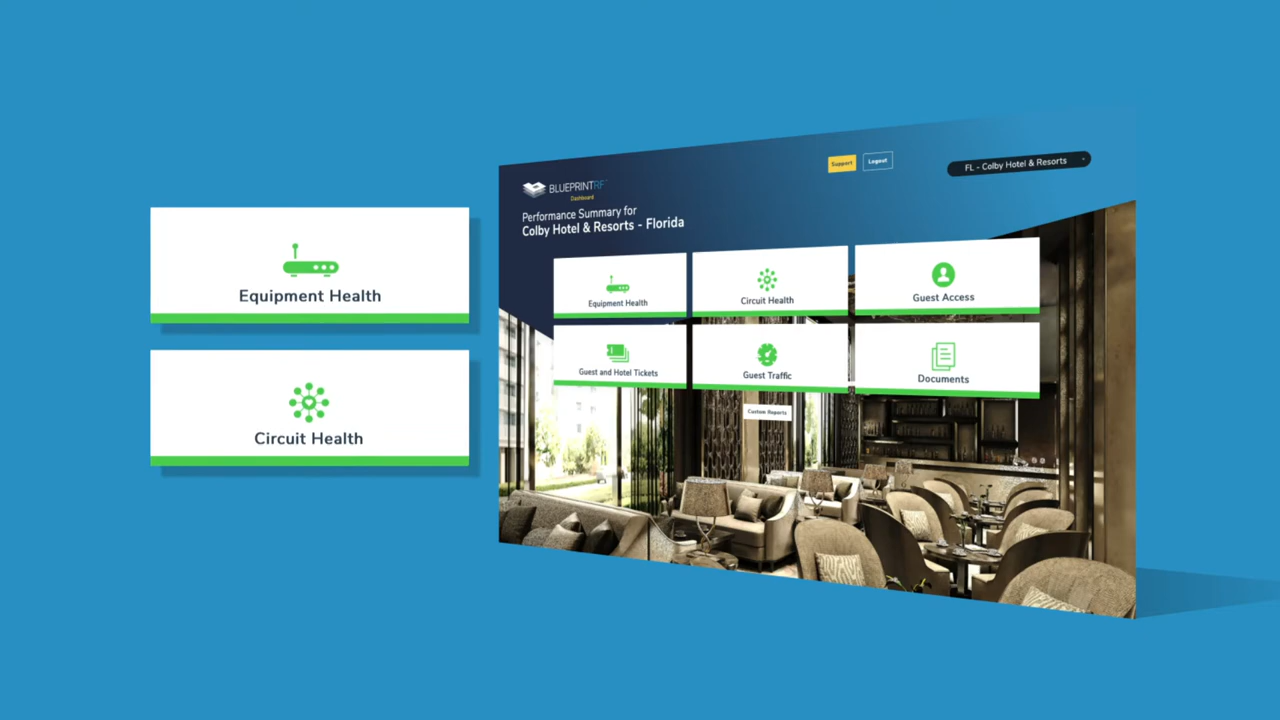 Equipment Health
Circuit Health
BLUEPRINTRF™
Dashboard
Support
Logout
FL - Colby Hotel & Resorts
Performance Summary for
Colby Hotel & Resorts - Florida
Equipment Health
Circuit Health
Guest Access
Guest and Hotel Tickets
Guest Traffic
Documents
Custom Reports